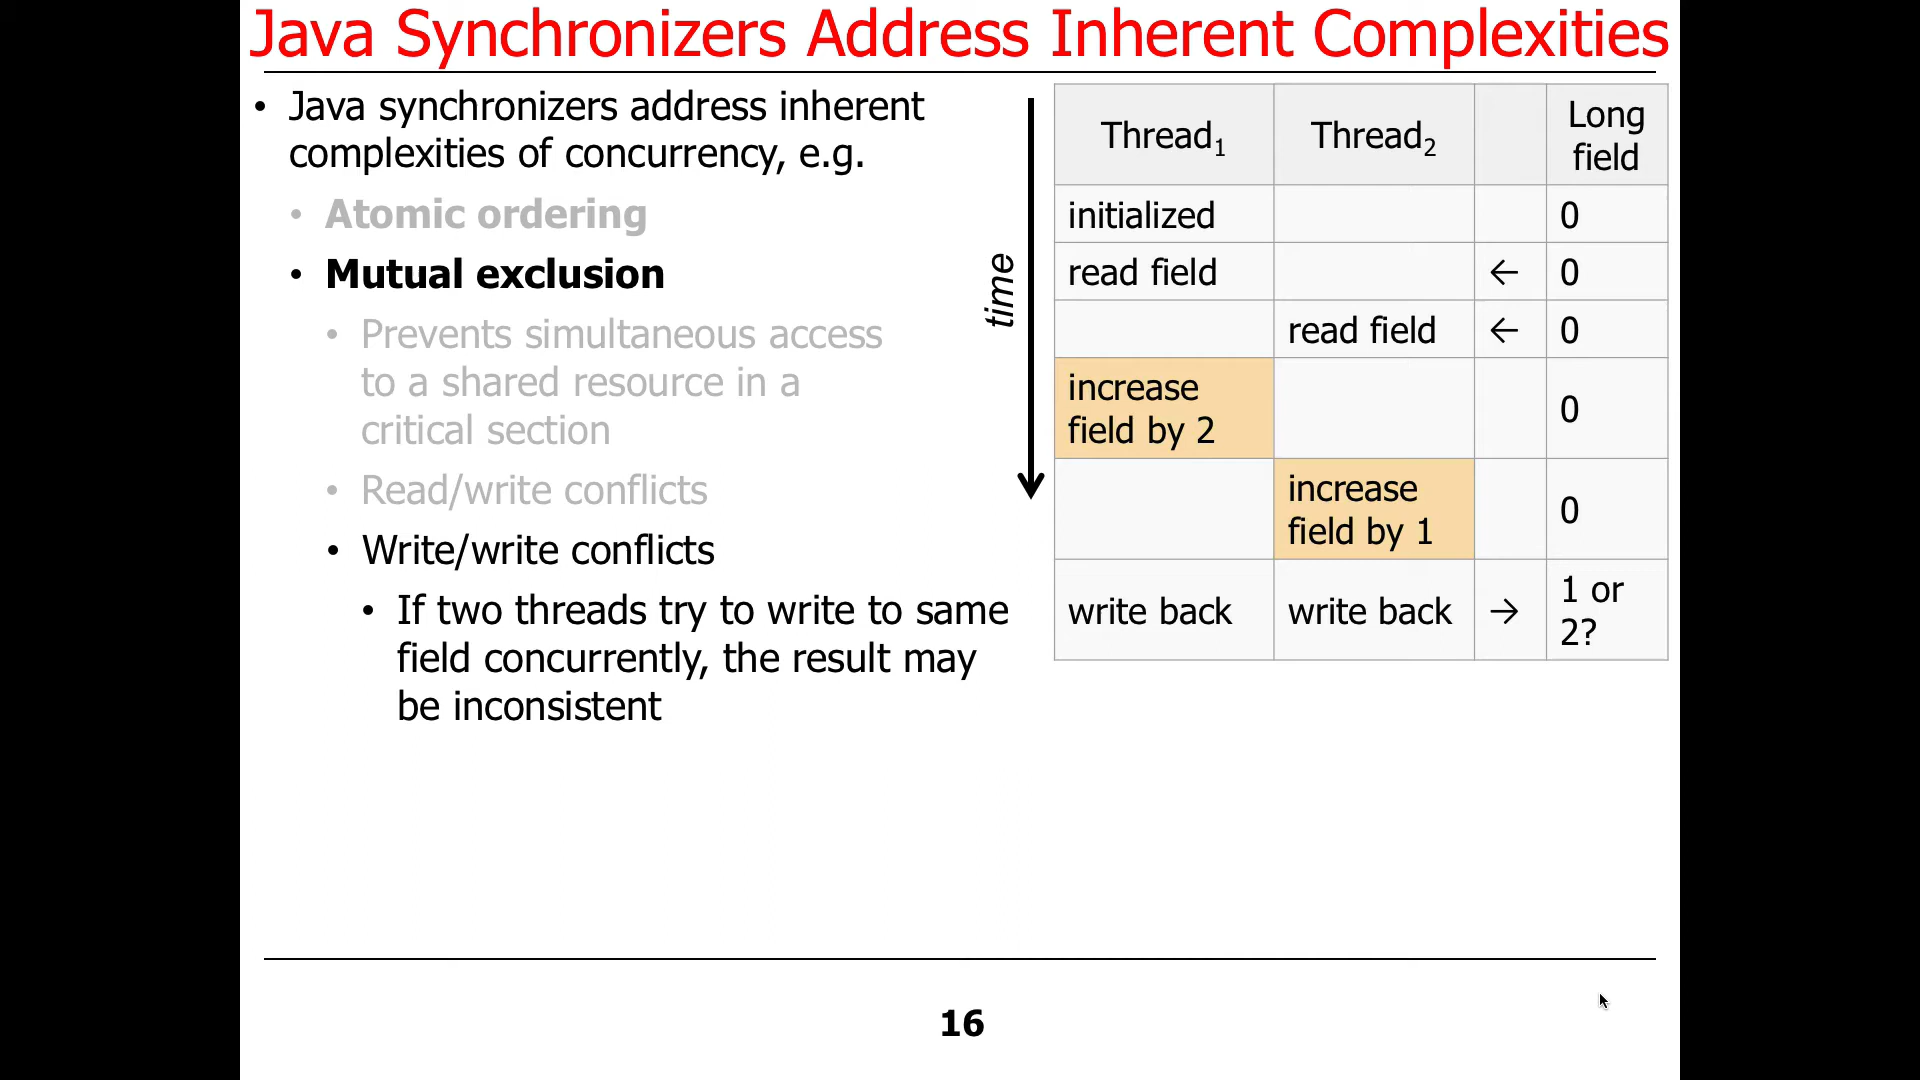 Java Synchronizers Address Inherent Complexities
• Java synchronizers address inherent
complexities of concurrency, e.g.
• Atomic ordering
• Mutual exclusion
• Prevents simultaneous access
to a shared resource in a
critical section
• Read/write conflicts
• Write/write conflicts
• If two threads try to write to same
field concurrently, the result may
be inconsistent
time
Thread₁ Thread₂ Long
field
initialized 0
read field ← 0
read field ← 0
increase
field by 2 0
increase
field by 1 0
write back write back → 1 or
2?
16